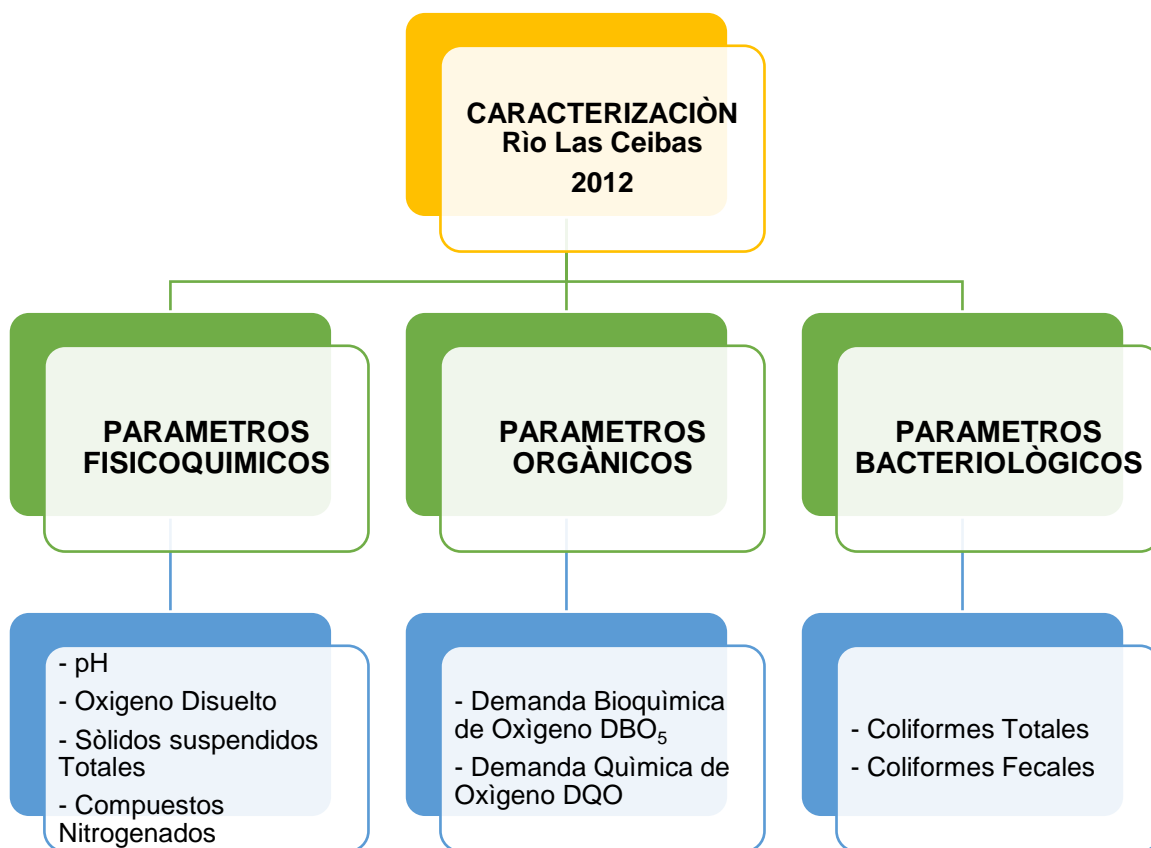 CARACTERIZACIÒN
Rìo Las Ceibas
2012
PARAMETROS
FISICOQUIMICOS
PARAMETROS
ORGÀNICOS
PARAMETROS
BACTERIOLÒGICOS
- pH
- Oxigeno Disuelto
- Sòlidos suspendidos
Totales
- Compuestos
Nitrogenados
- Demanda Bioquìmica
de Oxìgeno DBO₅
- Demanda Quìmica de
Oxìgeno DQO
- Coliformes Totales
- Coliformes Fecales